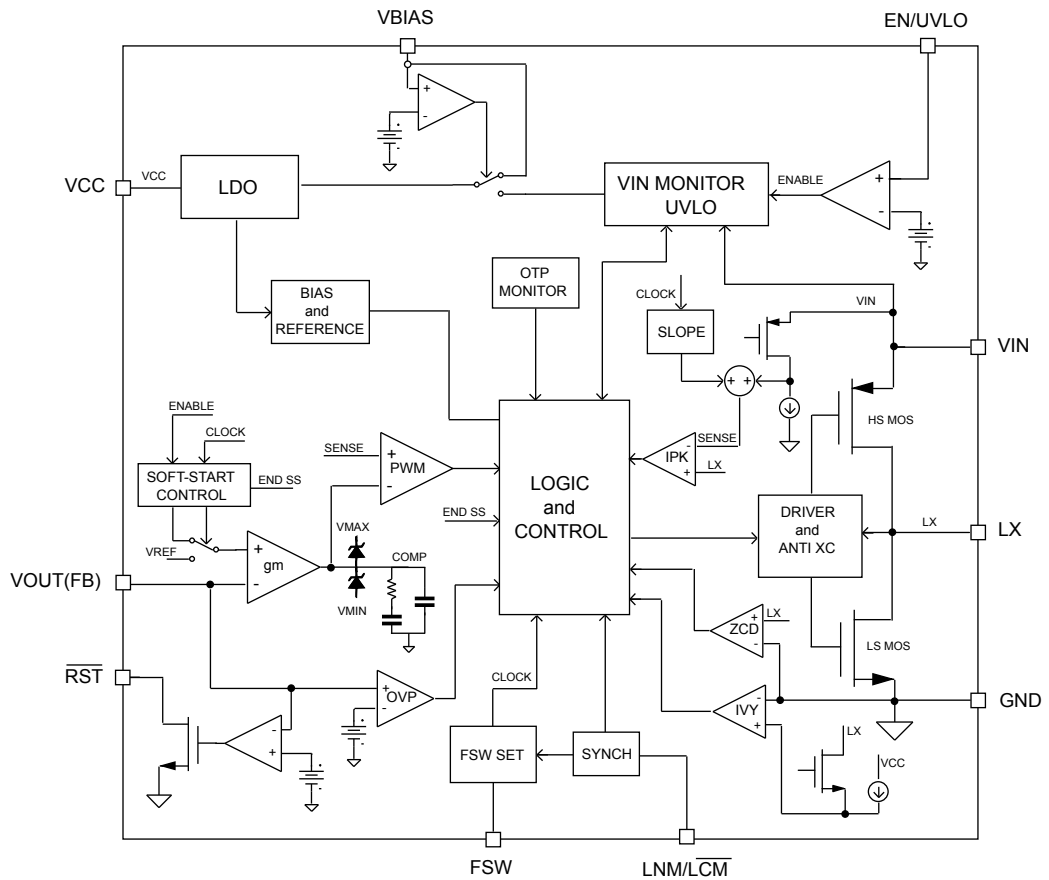 VBIAS
EN/UVLO
+
-
VCC
VCC
LDO
VIN MONITOR
UVLO
ENABLE
+
-
OTP
MONITOR
BIAS
and
REFERENCE
CLOCK
SLOPE
VIN
VIN
+ +
HS MOS
ENABLE
CLOCK
SOFT-START
CONTROL
END SS
SENSE
+
PWM
-
LOGIC
and
CONTROL
IPK
-
SENSE
+
LX
END SS
DRIVER
and
ANTI XC
LX
LX
VREF
+
gm
-
VMAX
VMIN
COMP
VOUT(FB)
ZCD
+
LX
-
LS MOS
RST
+
OVP
-
CLOCK
IVY
-
+
GND
-
+
FSW SET
SYNCH
LX
VCC
FSW
LNM/LCM